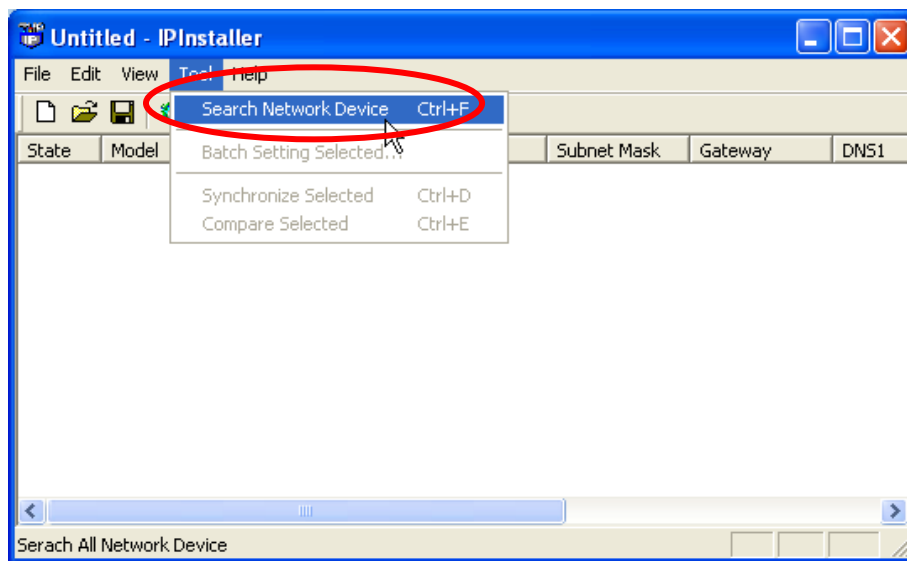 Untitled - IPInstaller
File Edit View Tool Help
Search Network Device Ctrl+F
Batch Setting Selected...
Synchronize Selected Ctrl+D
Compare Selected Ctrl+E
State Model Subnet Mask Gateway DNS1
Serach All Network Device